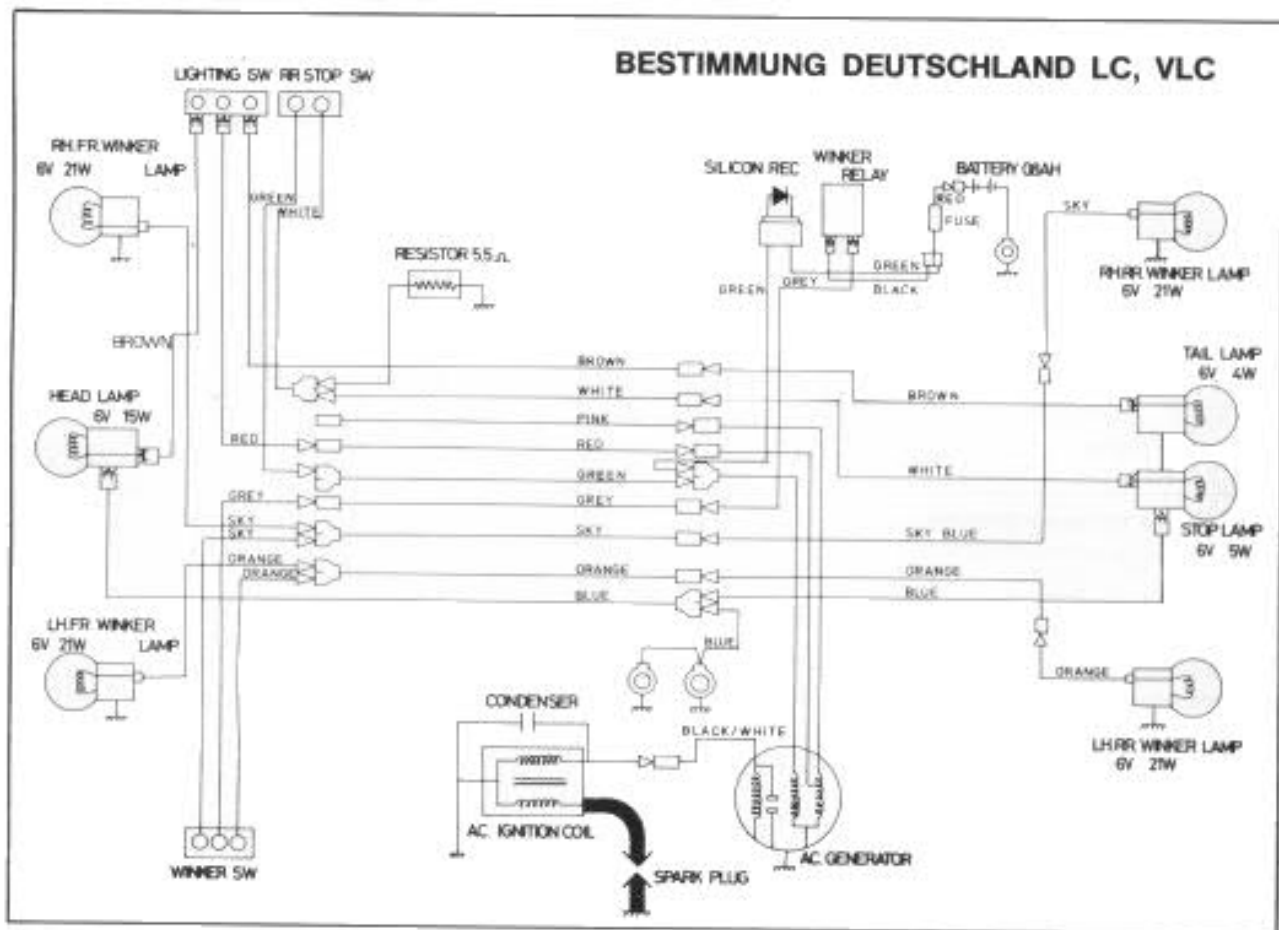 BESTIMMUNG DEUTSCHLAND LC, VLC
LIGHTING SW RR STOP SW
RH.FR.WINKER
6V 21W LAMP
GREEN
WHITE
SILICON REC
WINKER
RELAY
BATTERY 08AH
RED
FUSE
SKY
RH.RR.WINKER LAMP
6V 21W
RESISTOR 5.5 Ω
GREEN
GREEN
GREY
BLACK
BROWN
HEAD LAMP
6V 15W
BROWN
WHITE
PINK
RED
RED
GREEN
GREY
GREY
SKY
SKY
SKY
ORANGE
ORANGE
ORANGE
BLUE
BROWN
WHITE
SKY BLUE
ORANGE
BLUE
TAIL LAMP
6V 4W
STOP LAMP
6V 5W
LH.FR WINKER
6V 21W LAMP
BLUE
ORANGE
LH.RR WINKER LAMP
6V 21W
CONDENSER
BLACK/WHITE
AC. IGNITION COIL
AC. GENERATOR
SPARK PLUG
WINKER SW